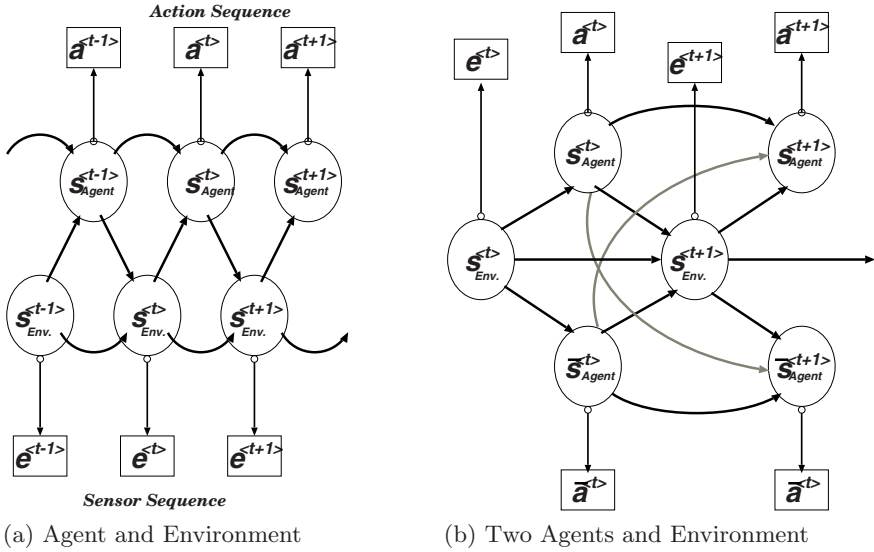 Action Sequence
a<t-1> a<t> a<t+1>
s<t-1>Agent s<t>Agent s<t+1>Agent
s<t-1>Env. s<t>Env. s<t+1>Env.
e<t-1> e<t> e<t+1>
Sensor Sequence
(a) Agent and Environment
e<t> a<t> e<t+1> a<t+1>
s<t>Agent s<t+1>Agent
s<t>Env. s<t+1>Env.
s̅<t>Agent s̅<t+1>Agent
a̅<t> a̅<t>
(b) Two Agents and Environment